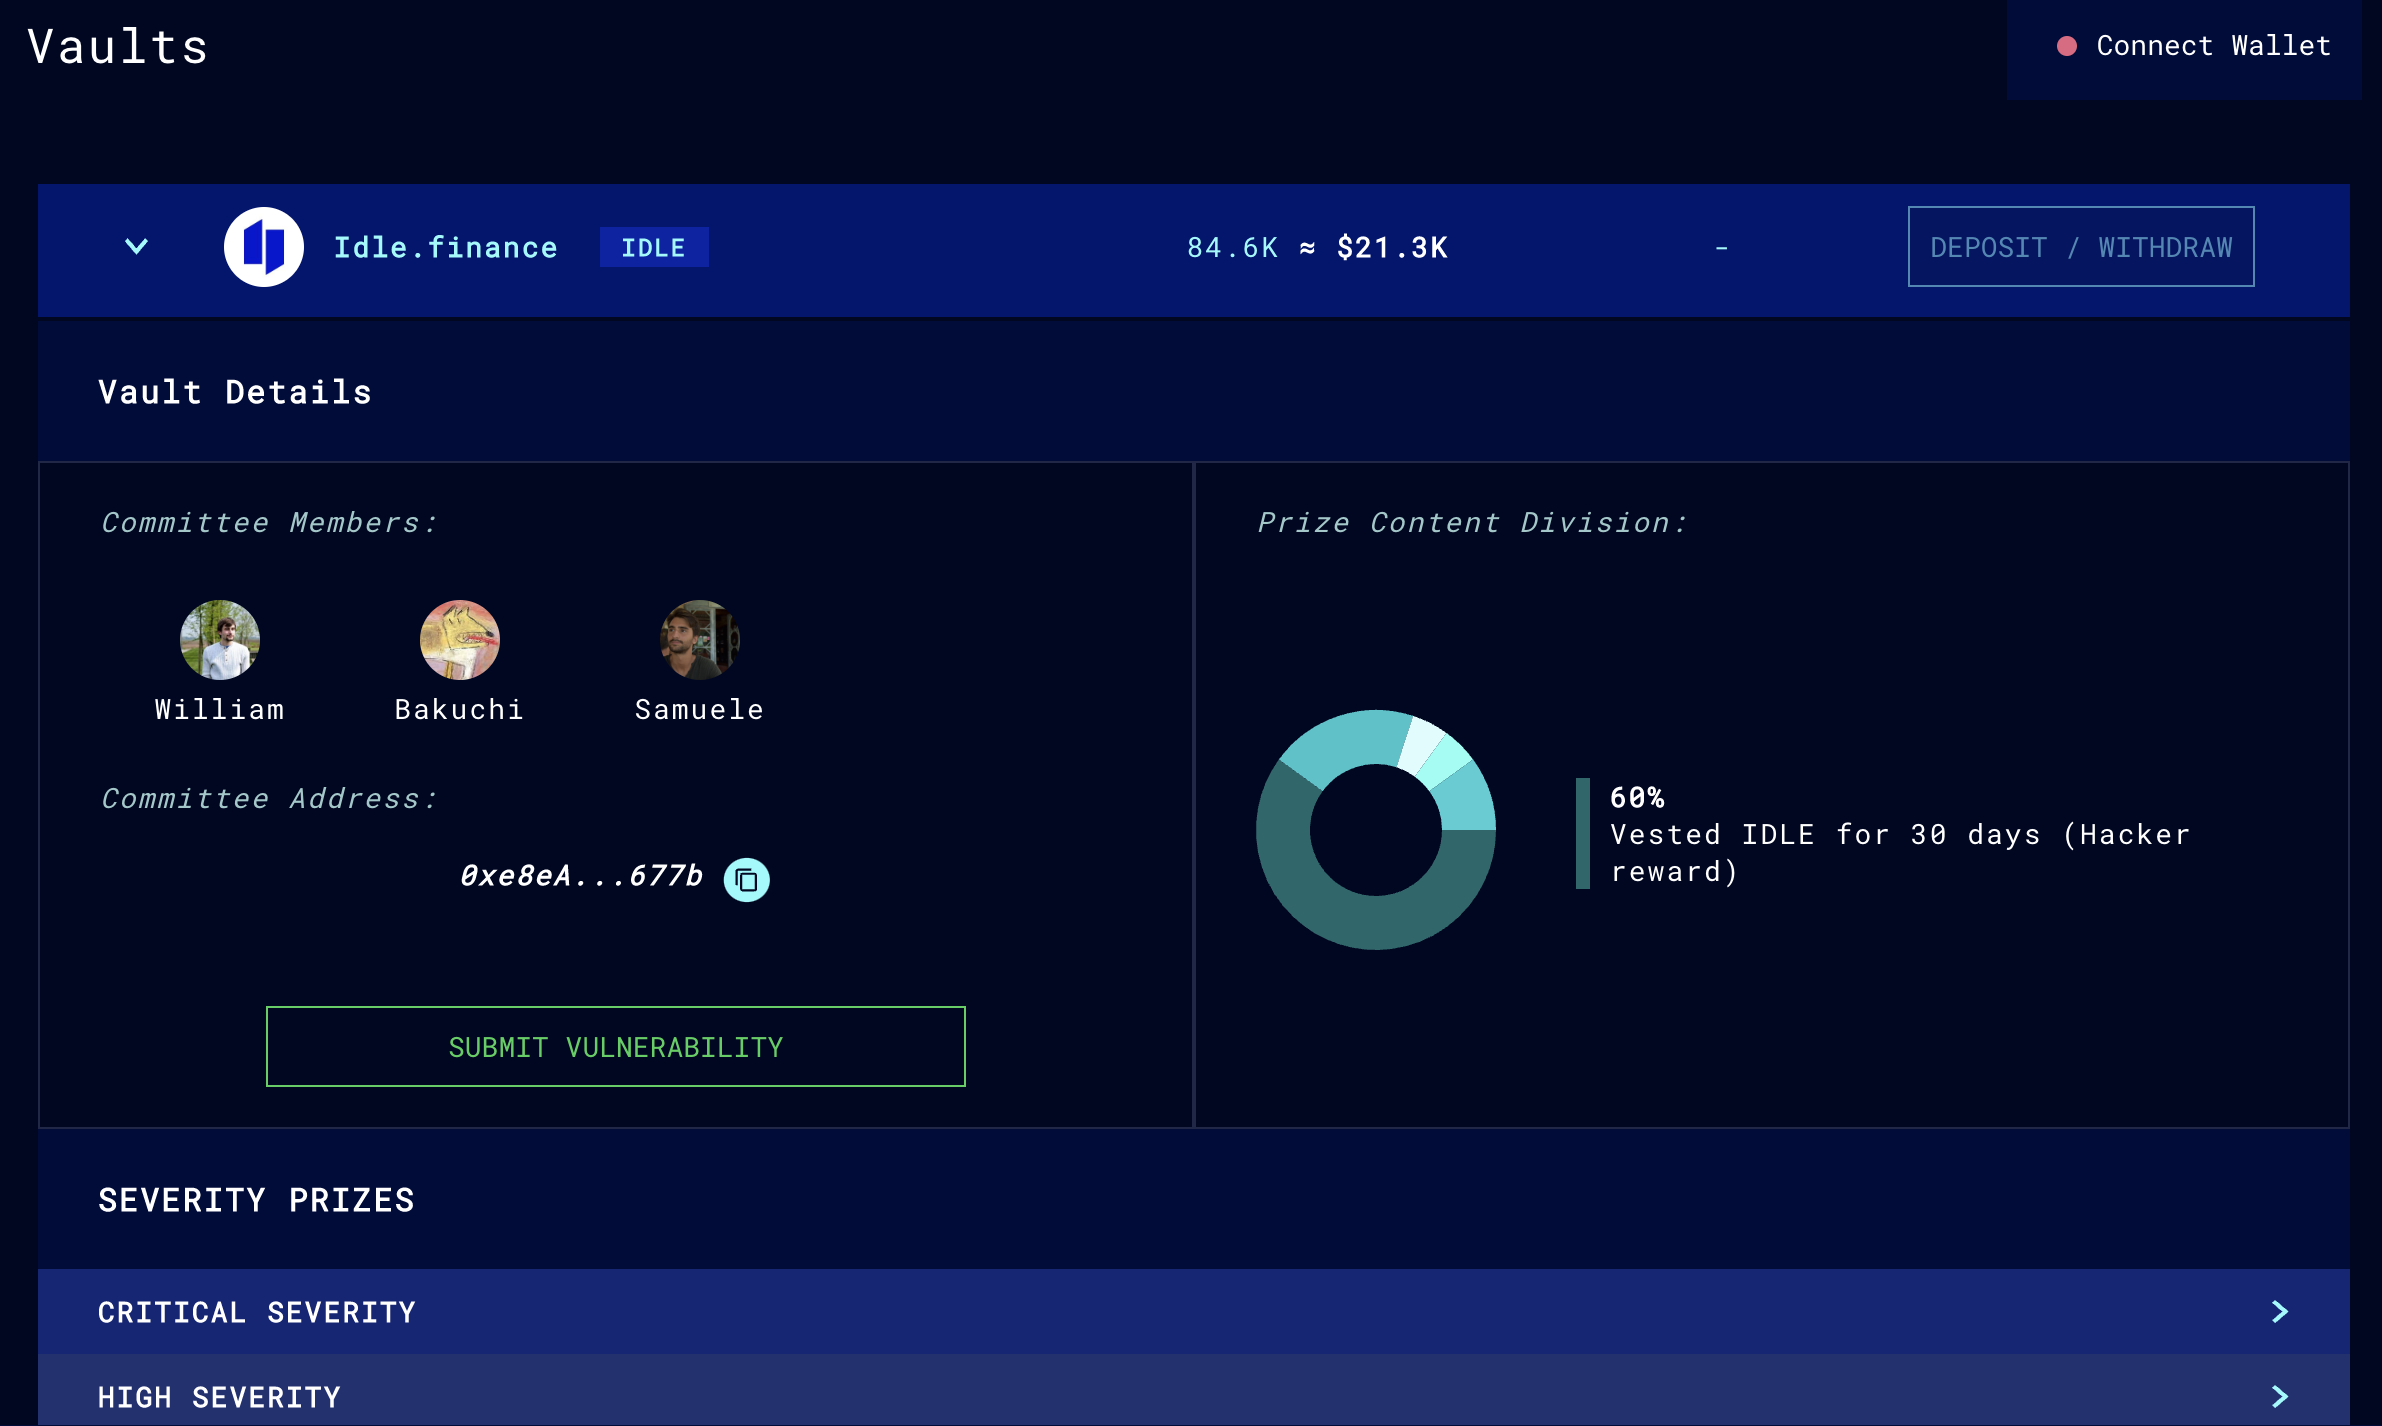 Vaults
Connect Wallet
Idle.finance IDLE 84.6K ≈ $21.3K - DEPOSIT / WITHDRAW
Vault Details
Committee Members:
William Bakuchi Samuele
Committee Address:
0xe8eA...677b
SUBMIT VULNERABILITY
Prize Content Division:
60%
Vested IDLE for 30 days (Hacker
reward)
SEVERITY PRIZES
CRITICAL SEVERITY
HIGH SEVERITY